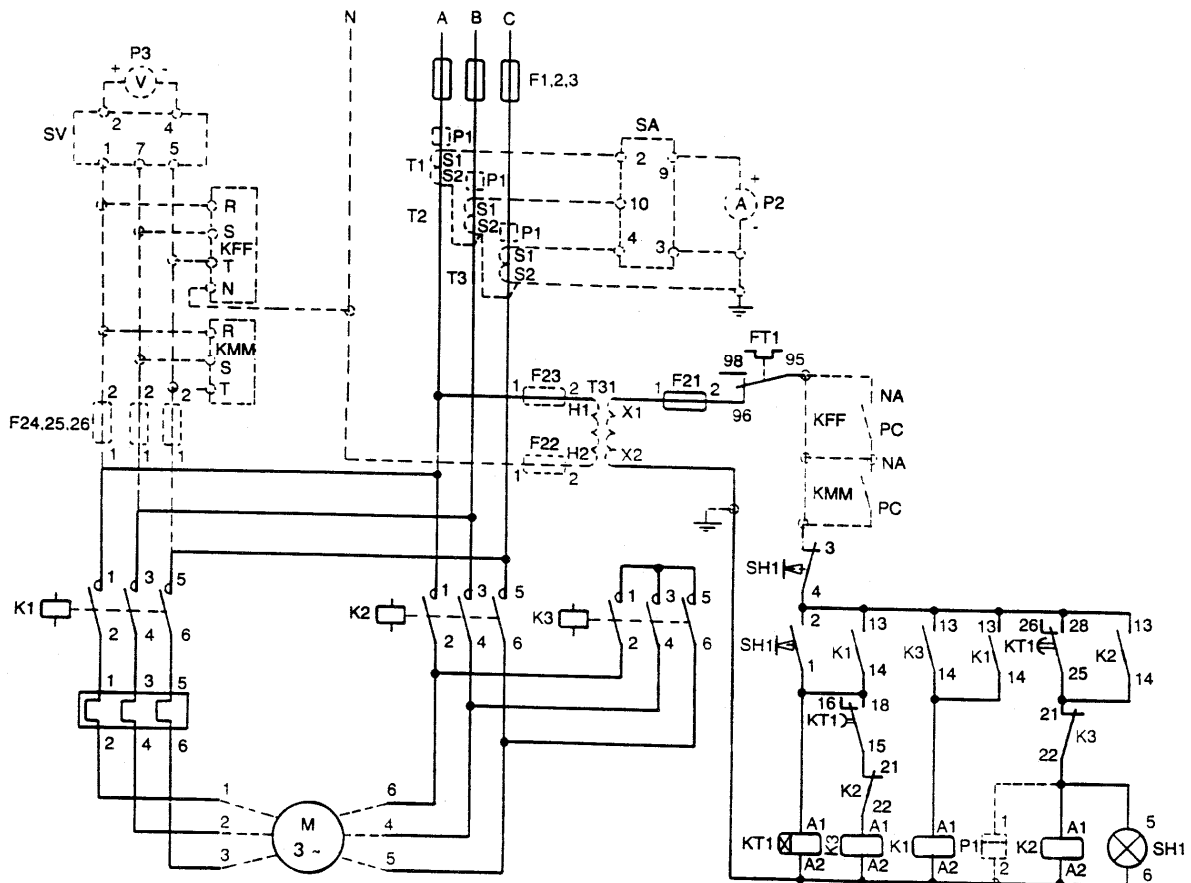 N A B C
P3
+ V -
F1,2,3
2 4
SV
1 7 5
P1 SA
T1 S1 2 9 +
S2 P1
R
S1 10 A P2
T2 S2 P1
S 4 3 -
KFF
S1
T
T3 S2
N
R
KMM
S
T
FT1
98 95
2 2 2
F23
1 2 T31 1 F21 2
NA
H1 X1 96
KFF PC
F24,25,26
F22
H2 X2
NA
1 1 1
1 2
KMM PC
3
SH1
4
1 3 5
1 3 5
1 3 5
K1 K2 K3
2 4 6
2 4 6
2 4 6
2 13 13 13 26 28 13
SH1 K1 K3 K1 KT1 K2
1 14 14 14 25 14
1 3 5
16 18 21
KT1 K3
15 22
2 4 6
21
K2
22
1 6
M
2 3~ 4
3 5
A1 A1 A1 1 A1 5
KT1 K3 K1 P1 K2 SH1
A2 A2 A2 2 A2 6